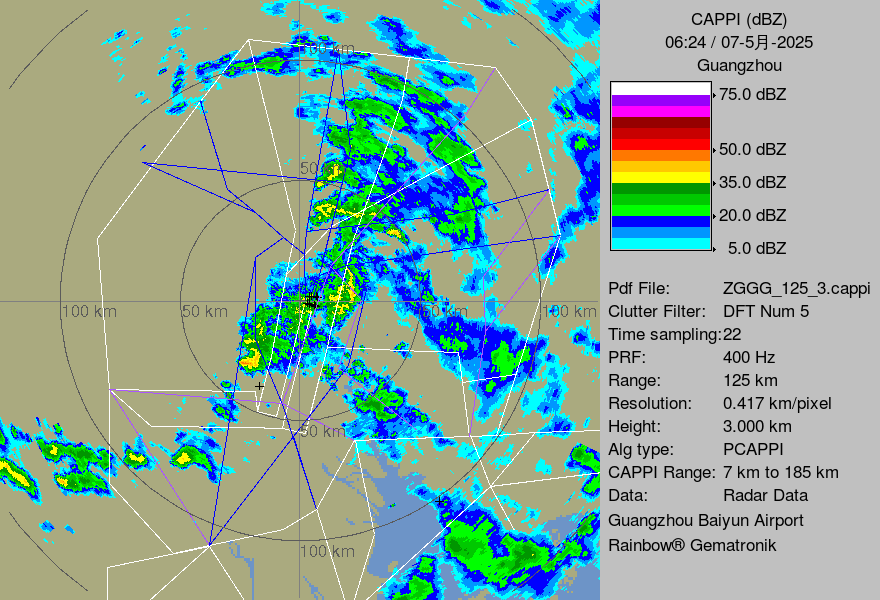 CAPPI (dBZ)
06:24 / 07-5月-2025
Guangzhou
75.0 dBZ
50.0 dBZ
35.0 dBZ
20.0 dBZ
5.0 dBZ
Pdf File: ZGGG_125_3.cappi
Clutter Filter: DFT Num 5
Time sampling:22
PRF: 400 Hz
Range: 125 km
Resolution: 0.417 km/pixel
Height: 3.000 km
Alg type: PCAPPI
CAPPI Range: 7 km to 185 km
Data: Radar Data
Guangzhou Baiyun Airport
Rainbow® Gematronik
100 km
50 km
100 km
50 km
50 km
100 km
50 km
100 km